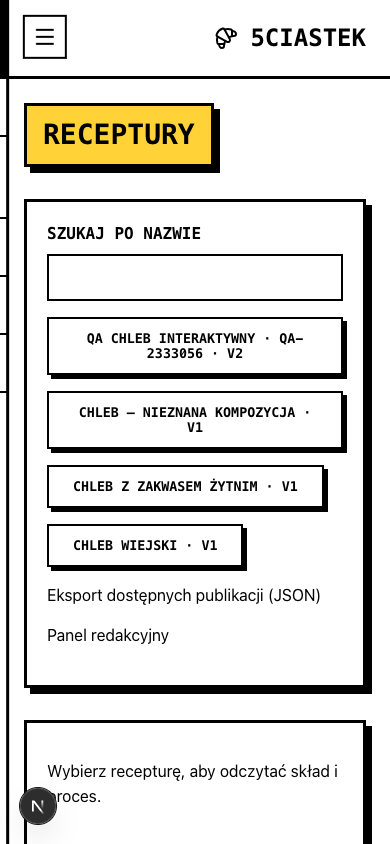 5CIASTEK
RECEPTURY
SZUKAJ PO NAZWIE
QA CHLEB INTERAKTYWNY · QA–
2333056 · V2
CHLEB — NIEZNANA KOMPOZYCJA ·
V1
CHLEB Z ZAKWASEM ŻYTNIM · V1
CHLEB WIEJSKI · V1
Eksport dostępnych publikacji (JSON)
Panel redakcyjny
Wybierz recepturę, aby odczytać skład i
proces.
N